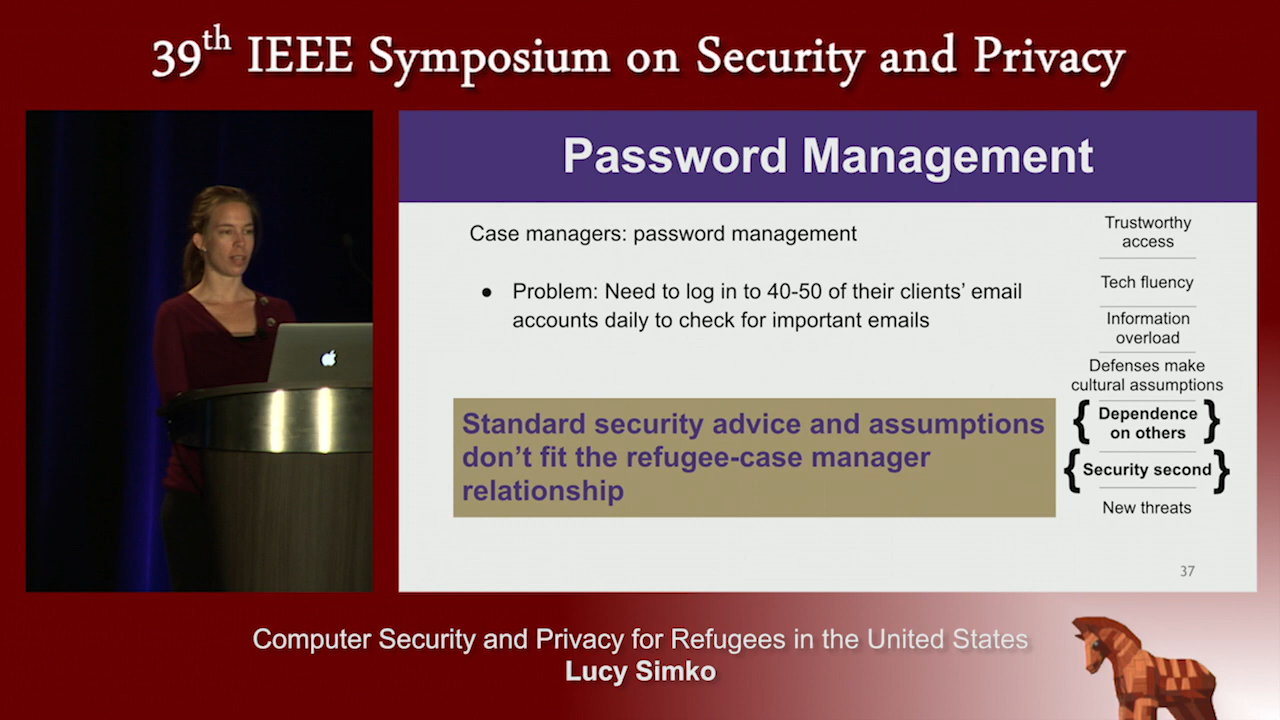 39th IEEE Symposium on Security and Privacy
Password Management
Case managers: password management
● Problem: Need to log in to 40-50 of their clients’ email
accounts daily to check for important emails
Standard security advice and assumptions
don’t fit the refugee-case manager
relationship
Trustworthy
access
Tech fluency
Information
overload
Defenses make
cultural assumptions
{ Dependence
on others }
{ Security second }
New threats
37
Computer Security and Privacy for Refugees in the United States
Lucy Simko